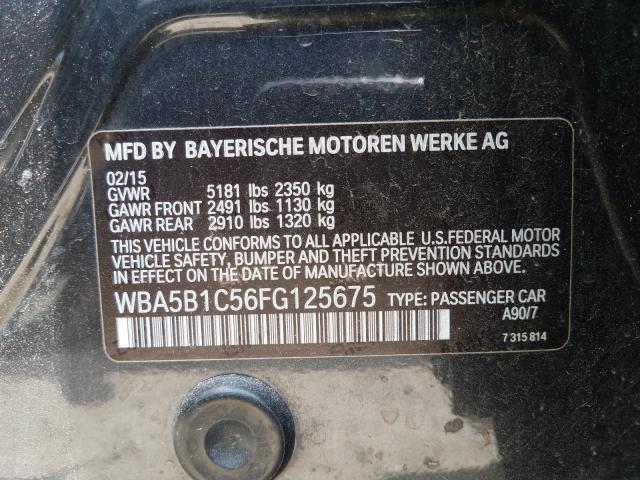 MFD BY BAYERISCHE MOTOREN WERKE AG
02/15
GVWR 5181 lbs 2350 kg
GAWR FRONT 2491 lbs 1130 kg
GAWR REAR 2910 lbs 1320 kg
THIS VEHICLE CONFORMS TO ALL APPLICABLE U.S.FEDERAL MOTOR
VEHICLE SAFETY, BUMPER AND THEFT PREVENTION STANDARDS
IN EFFECT ON THE DATE OF MANUFACTURE SHOWN ABOVE.
WBA5B1C56FG125675 TYPE: PASSENGER CAR
A90/7
7 315 814